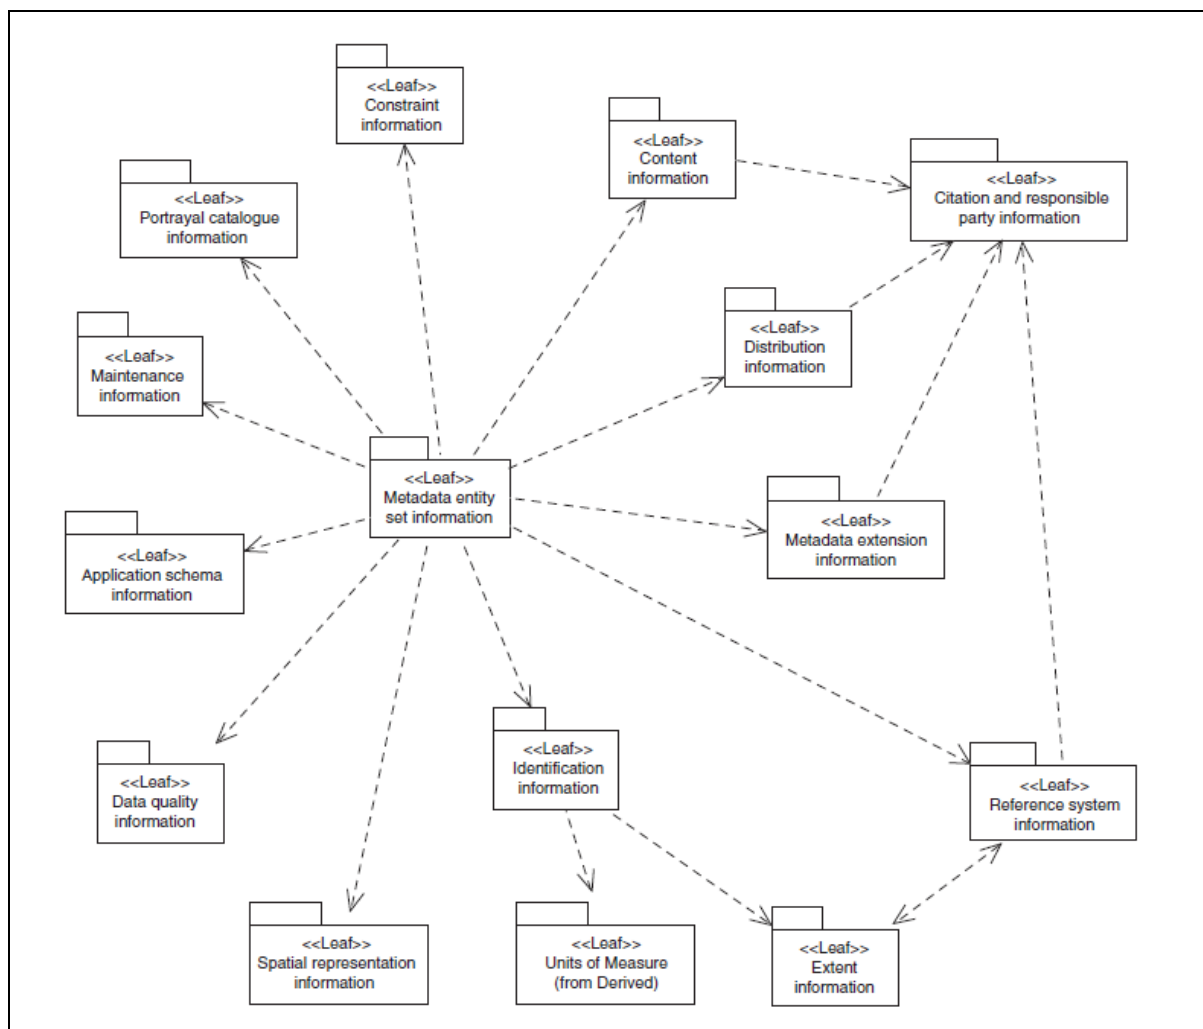 <<Leaf>>
Constraint
information
<<Leaf>>
Content
information
<<Leaf>>
Citation and responsible
party information
<<Leaf>>
Portrayal catalogue
information
<<Leaf>>
Distribution
information
<<Leaf>>
Maintenance
information
<<Leaf>>
Metadata entity
set information
<<Leaf>>
Metadata extension
information
<<Leaf>>
Application schema
information
<<Leaf>>
Identification
information
<<Leaf>>
Data quality
information
<<Leaf>>
Reference system
information
<<Leaf>>
Spatial representation
information
<<Leaf>>
Units of Measure
(from Derived)
<<Leaf>>
Extent
information